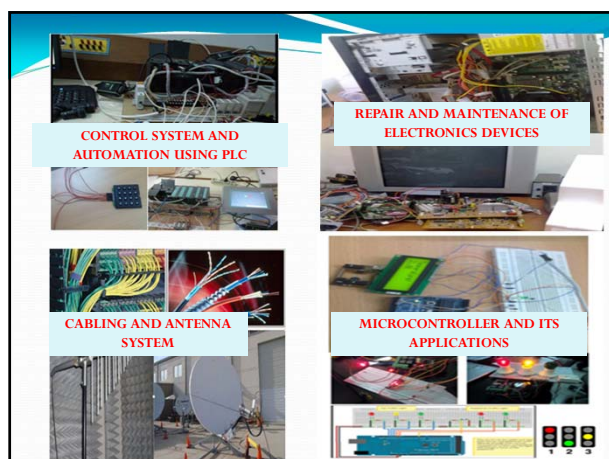 CONTROL SYSTEM AND
AUTOMATION USING PLC
REPAIR AND MAINTENANCE OF
ELECTRONICS DEVICES
CABLING AND ANTENNA
SYSTEM
MICROCONTROLLER AND ITS
APPLICATIONS
1 2 3